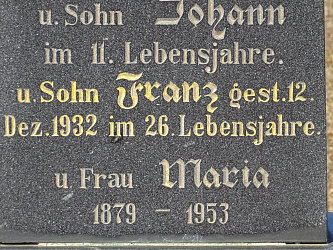 u. Sohn Johann
im 11. Lebensjahre.
u. Sohn Franz gest. 12.
Dez. 1932 im 26. Lebensjahre.
u. Frau Maria
1879 – 1953